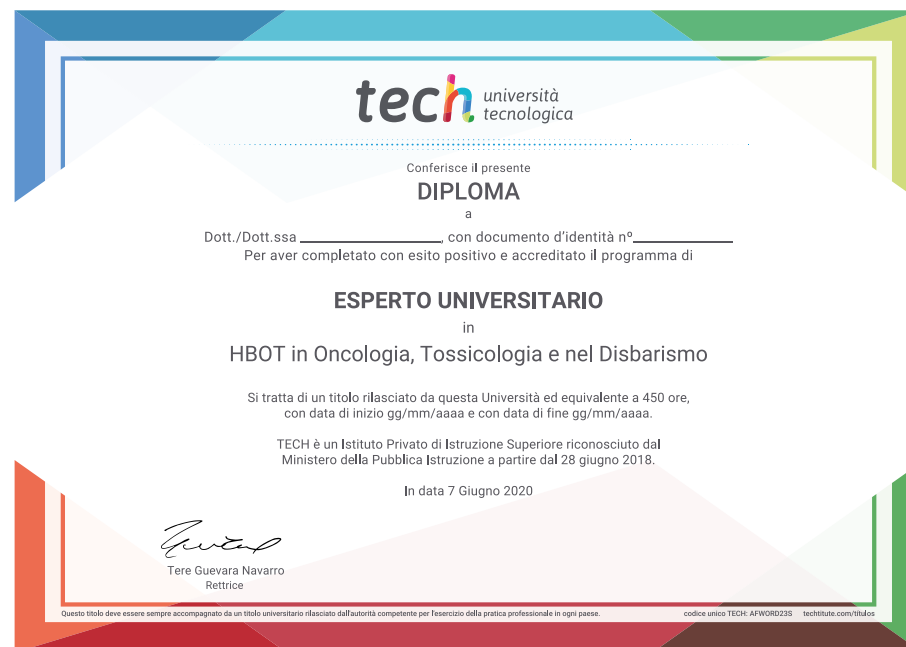 tech università
tecnologica
Conferisce il presente
DIPLOMA
a
Dott./Dott.ssa ____________________, con documento d'identità nº______________
Per aver completato con esito positivo e accreditato il programma di
ESPERTO UNIVERSITARIO
in
HBOT in Oncologia, Tossicologia e nel Disbarismo
Si tratta di un titolo rilasciato da questa Università ed equivalente a 450 ore,
con data di inizio gg/mm/aaaa e con data di fine gg/mm/aaaa.
TECH è un Istituto Privato di Istruzione Superiore riconosciuto dal
Ministero della Pubblica Istruzione a partire dal 28 giugno 2018.
In data 7 Giugno 2020
Tere Guevara Navarro
Rettrice
Questo titolo deve essere sempre accompagnato da un titolo universitario rilasciato dall'autorità competente per l'esercizio della pratica professionale in ogni paese. codice unico TECH: AFWORD23S techtitute.com/titulos